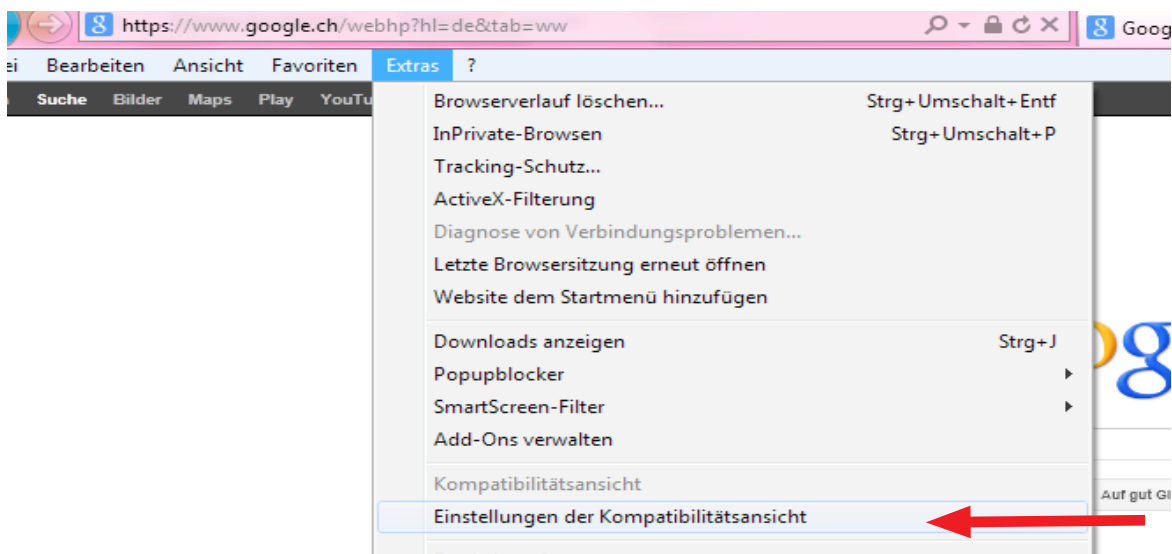 https://www.google.ch/webhp?hl=de&tab=ww
Goog
ei Bearbeiten Ansicht Favoriten Extras ?
Suche Bilder Maps Play YouTu
Browserverlauf löschen... Strg+Umschalt+Entf
InPrivate-Browsen Strg+Umschalt+P
Tracking-Schutz...
ActiveX-Filterung
Diagnose von Verbindungsproblemen...
Letzte Browsersitzung erneut öffnen
Website dem Startmenü hinzufügen
Downloads anzeigen Strg+J
Popupblocker
SmartScreen-Filter
Add-Ons verwalten
Kompatibilitätsansicht
Auf gut Gl
Einstellungen der Kompatibilitätsansicht